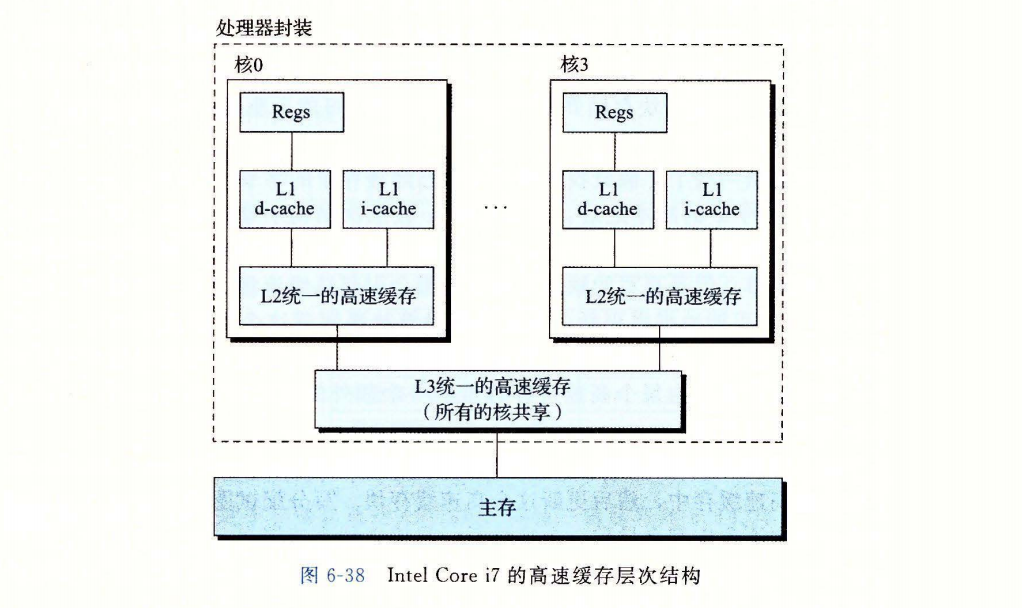 处理器封装
核0
核3
Regs
Regs
L1
d-cache
L1
i-cache
...
L1
d-cache
L1
i-cache
L2统一的高速缓存
L2统一的高速缓存
L3统一的高速缓存
（所有的核共享）
主存
图 6-38 Intel Core i7 的高速缓存层次结构